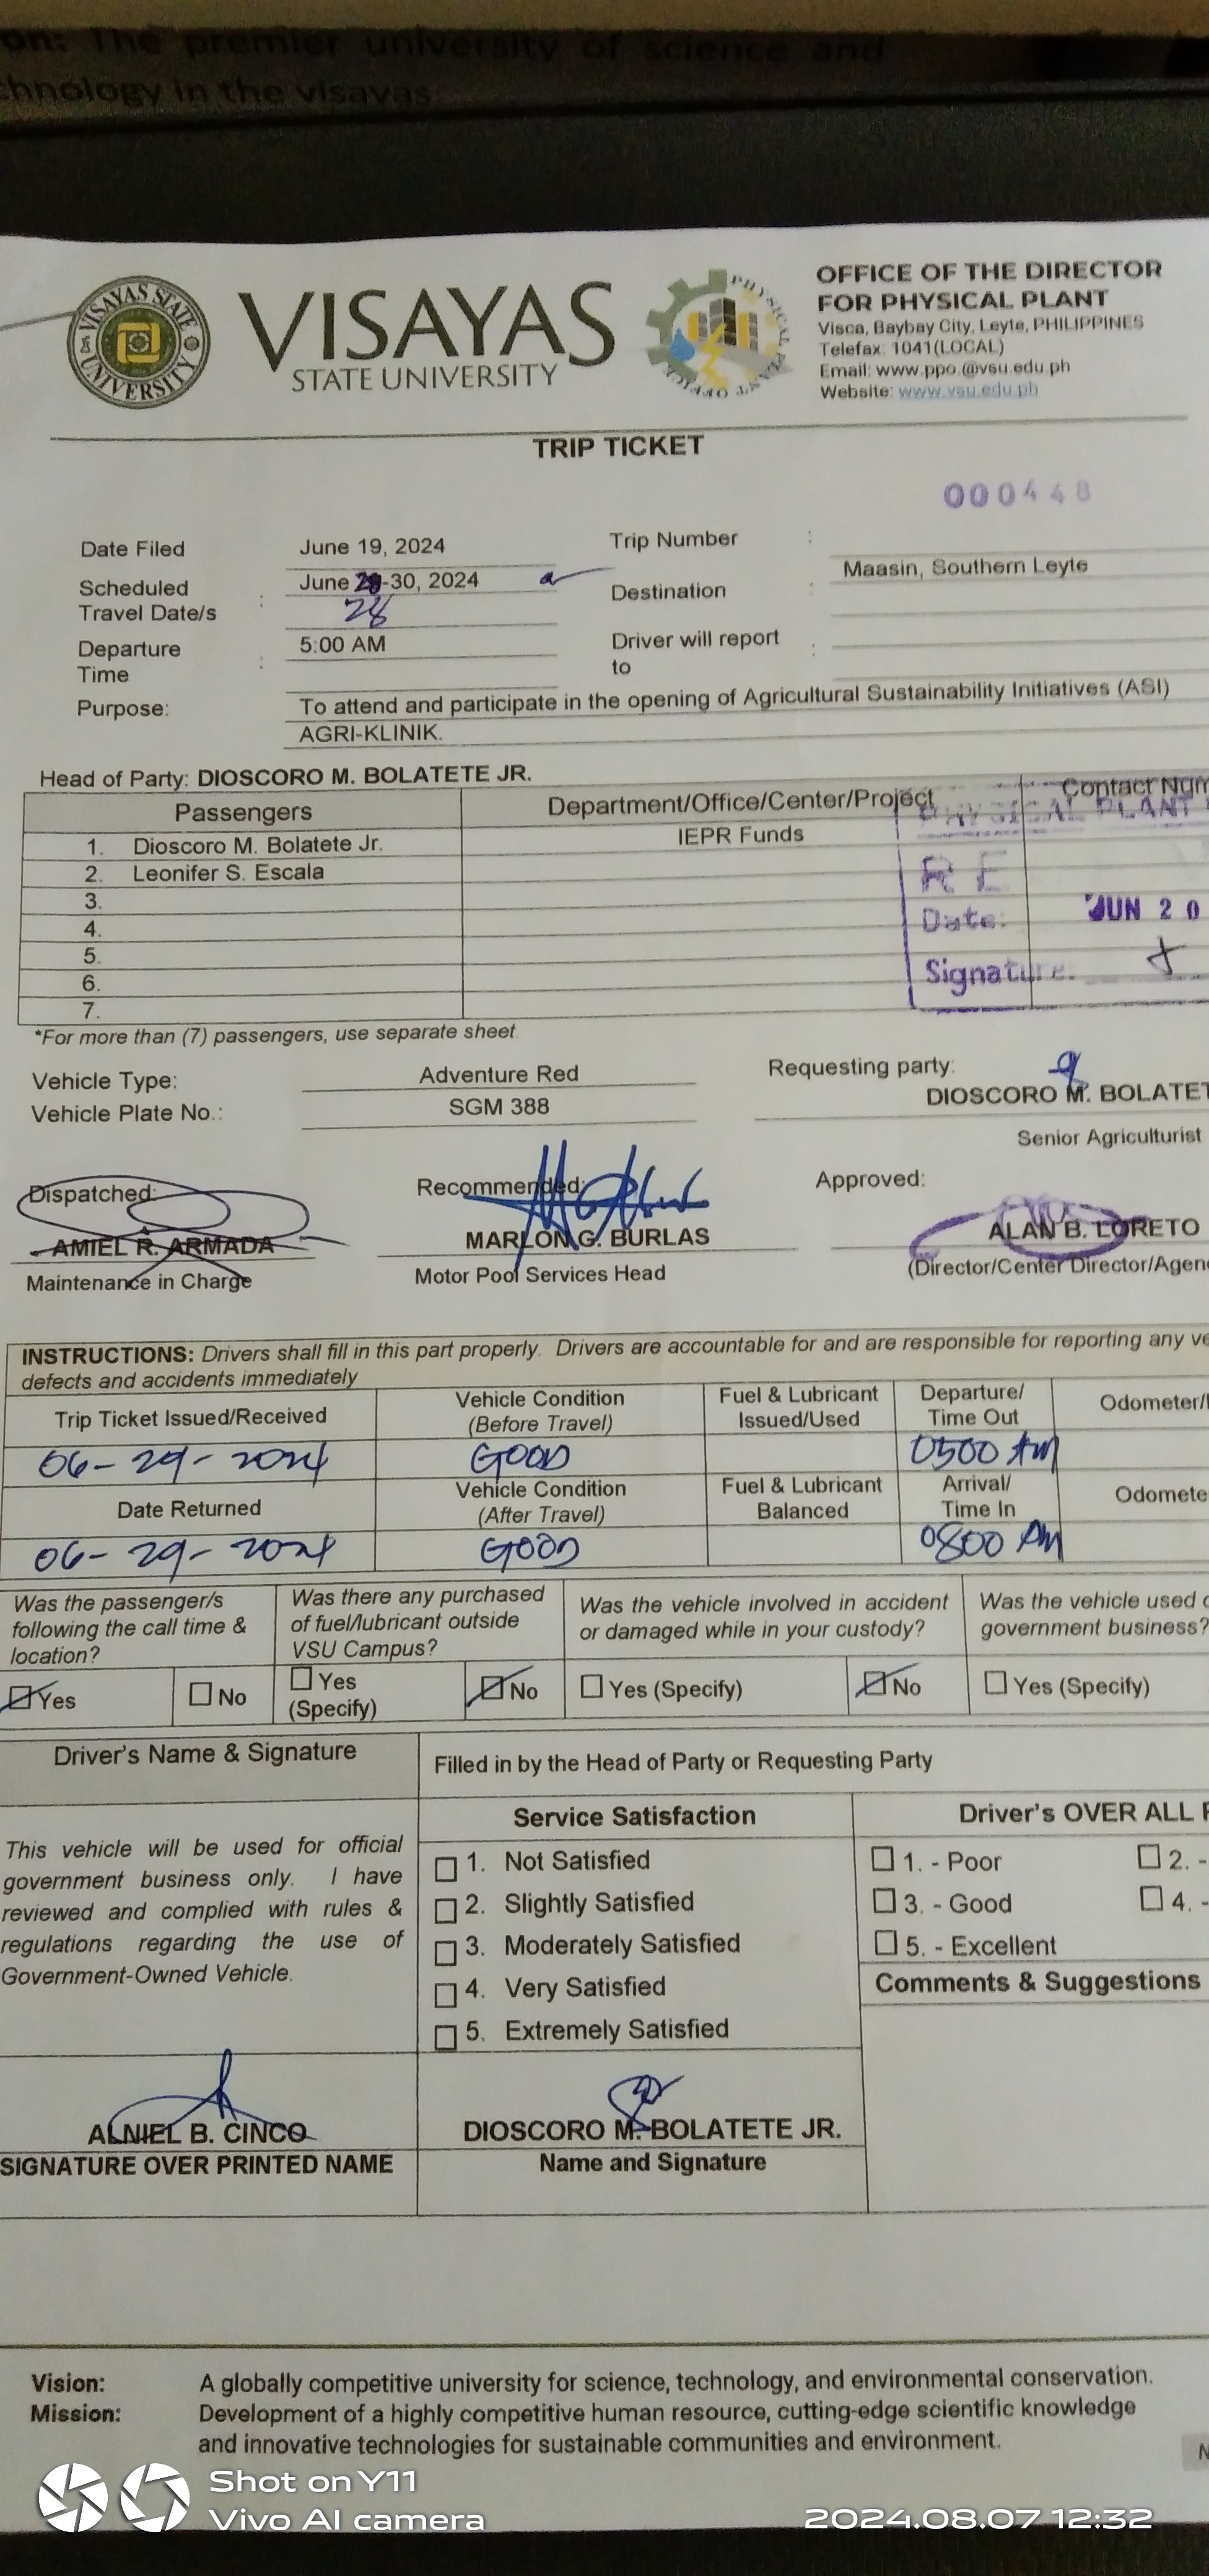 on: The premier university of science and
chnology in the visayas
VISAYAS STATE UNIVERSITY
VISAYAS
STATE UNIVERSITY
PHYSICAL PLANT OFFICE
OFFICE OF THE DIRECTOR
FOR PHYSICAL PLANT
Visca, Baybay City, Leyte, PHILIPPINES
Telefax: 1041(LOCAL)
Email: www.ppo.@vsu.edu.ph
Website: www.vsu.edu.ph
TRIP TICKET
000448
Date Filed June 19, 2024 Trip Number :
Scheduled Travel Date/s : June 29-30, 2024 Destination : Maasin, Southern Leyte
28
Departure Time : 5:00 AM Driver will report to :
Purpose: To attend and participate in the opening of Agricultural Sustainability Initiatives (ASI)
AGRI-KLINIK.
Head of Party: DIOSCORO M. BOLATETE JR.
Passengers Department/Office/Center/Project Contact Num
1. Dioscoro M. Bolatete Jr. IEPR Funds
2. Leonifer S. Escala
3.
4.
5.
6.
7.
PHYSICAL PLANT
RE
Date: JUN 20
Signature:
*For more than (7) passengers, use separate sheet.
Vehicle Type: Adventure Red Requesting party:
Vehicle Plate No.: SGM 388 DIOSCORO M. BOLATET
Senior Agriculturist
Dispatched: Recommended: Approved:
AMIEL R. ARMADA MARLON G. BURLAS ALAN B. LORETO
Maintenance in Charge Motor Pool Services Head (Director/Center Director/Agen
INSTRUCTIONS: Drivers shall fill in this part properly. Drivers are accountable for and are responsible for reporting any ve
defects and accidents immediately
Trip Ticket Issued/Received Vehicle Condition (Before Travel) Fuel & Lubricant Issued/Used Departure/ Time Out Odometer/
06-29-2024 GOOD 0500 AM
Date Returned Vehicle Condition (After Travel) Fuel & Lubricant Balanced Arrival/ Time In Odomete
06-29-2024 GOOD 0800 PM
Was the passenger/s following the call time & location? Was there any purchased of fuel/lubricant outside VSU Campus? Was the vehicle involved in accident or damaged while in your custody? Was the vehicle used government business?
Yes No Yes (Specify) No Yes (Specify) No Yes (Specify)
Driver's Name & Signature Filled in by the Head of Party or Requesting Party
Service Satisfaction Driver's OVER ALL
This vehicle will be used for official
government business only. I have
reviewed and complied with rules &
regulations regarding the use of
Government-Owned Vehicle.
1. Not Satisfied
2. Slightly Satisfied
3. Moderately Satisfied
4. Very Satisfied
5. Extremely Satisfied
1. - Poor 2. -
3. - Good 4. -
5. - Excellent
Comments & Suggestions
ALNIEL B. CINCO DIOSCORO M. BOLATETE JR.
SIGNATURE OVER PRINTED NAME Name and Signature
Vision: A globally competitive university for science, technology, and environmental conservation.
Mission: Development of a highly competitive human resource, cutting-edge scientific knowledge
and innovative technologies for sustainable communities and environment.
Shot on Y11
Vivo AI camera
2024.08.07 12:32